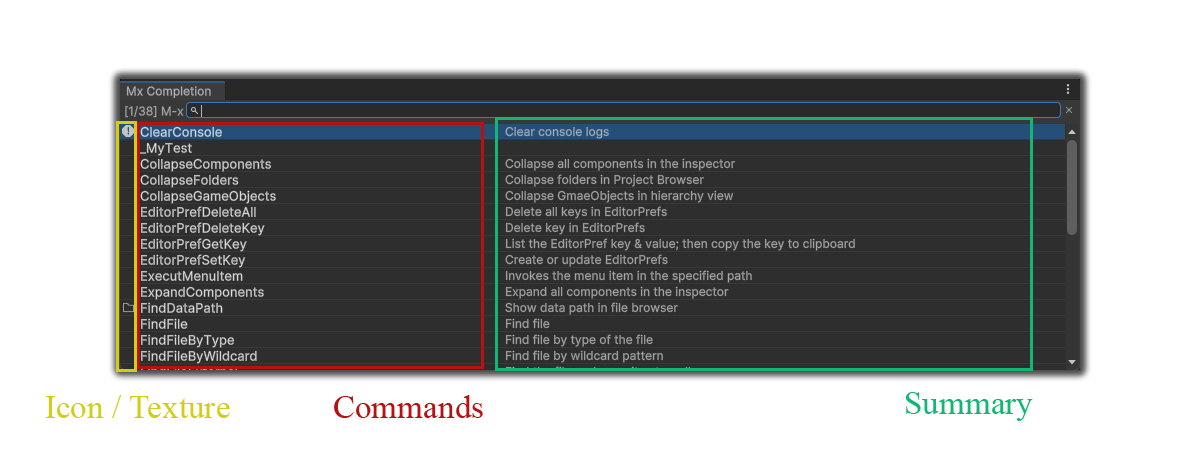 Mx Completion
[1/38] M-x
ClearConsole Clear console logs
_MyTest
CollapseComponents Collapse all components in the inspector
CollapseFolders Collapse folders in Project Browser
CollapseGameObjects Collapse GmaeObjects in hierarchy view
EditorPrefDeleteAll Delete all keys in EditorPrefs
EditorPrefDeleteKey Delete key in EditorPrefs
EditorPrefGetKey List the EditorPref key & value; then copy the key to clipboard
EditorPrefSetKey Create or update EditorPrefs
ExecutMenuItem Invokes the menu item in the specified path
ExpandComponents Expand all components in the inspector
FindDataPath Show data path in file browser
FindFile Find file
FindFileByType Find file by type of the file
FindFileByWildcard Find file by wildcard pattern
Icon / Texture Commands Summary